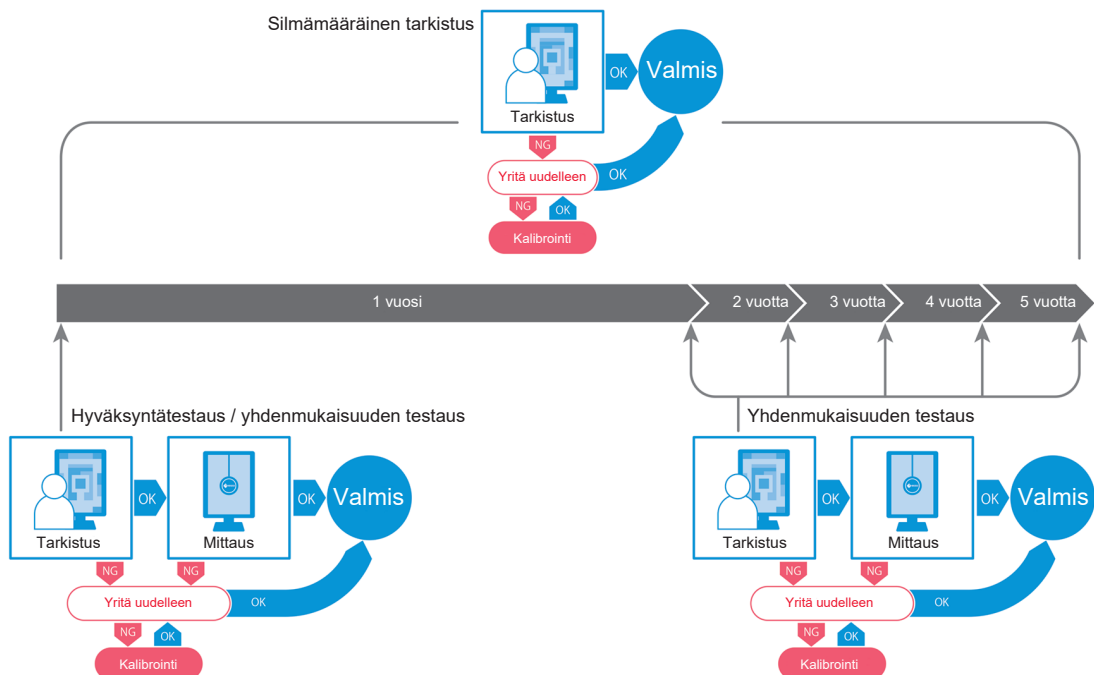 Silmämääräinen tarkistus
OK
Valmis
Tarkistus
NG
Yritä uudelleen
OK
NG
OK
Kalibrointi
1 vuosi
2 vuotta
3 vuotta
4 vuotta
5 vuotta
Hyväksyntätestaus / yhdenmukaisuuden testaus
OK
OK
Valmis
Tarkistus
Mittaus
NG
NG
Yritä uudelleen
OK
NG
OK
Kalibrointi
Yhdenmukaisuuden testaus
OK
OK
Valmis
Tarkistus
Mittaus
NG
NG
Yritä uudelleen
OK
NG
OK
Kalibrointi